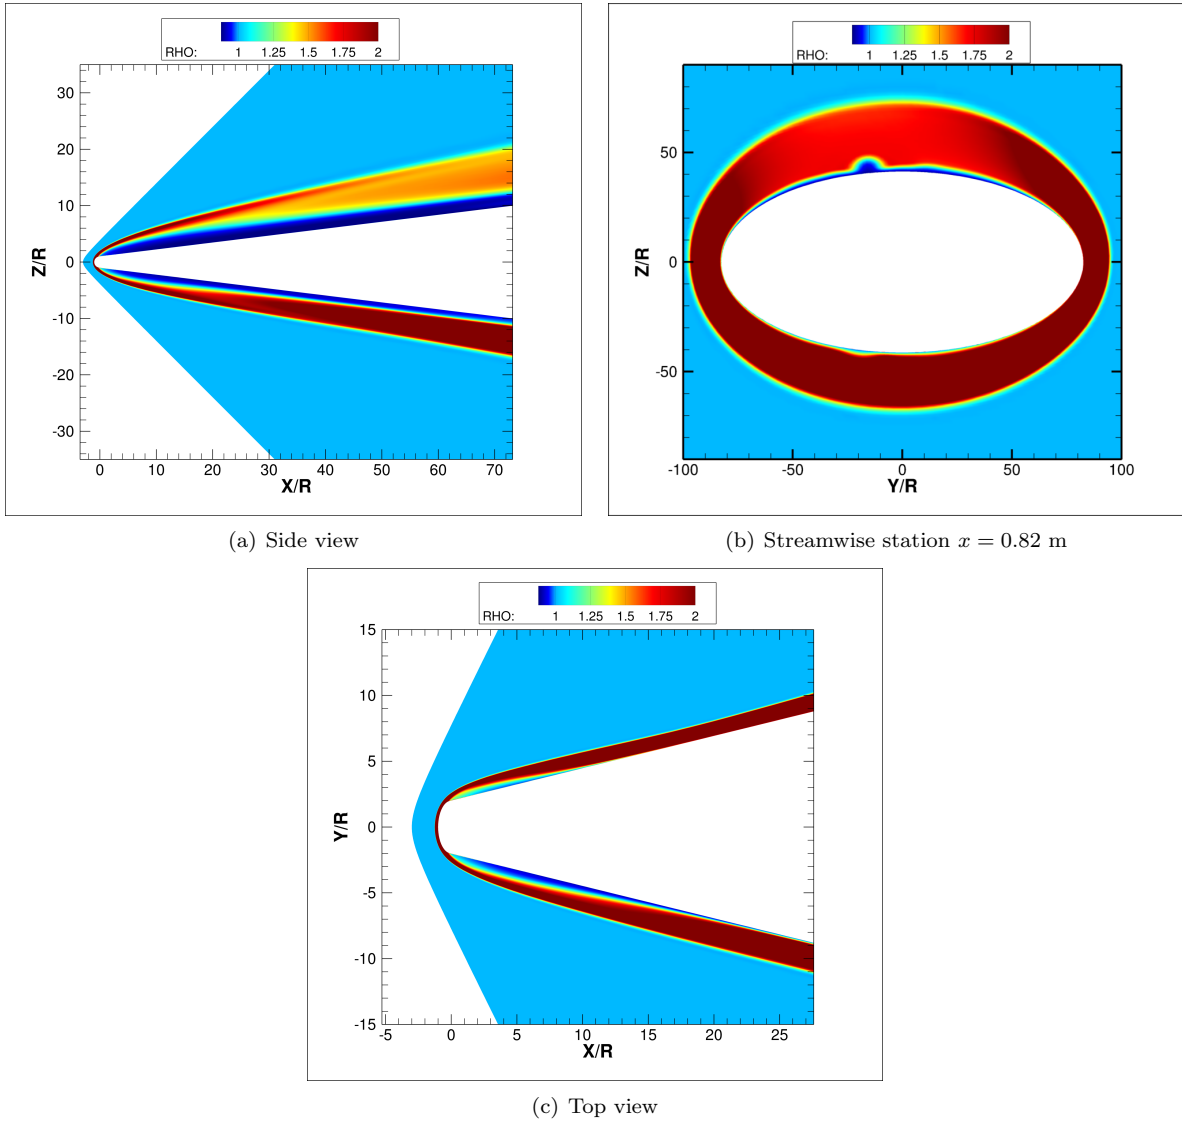 RHO: 1 1.25 1.5 1.75 2
Z/R
30
20
10
0
-10
-20
-30
0 10 20 30 40 50 60 70
X/R
(a) Side view
RHO: 1 1.25 1.5 1.75 2
Z/R
50
0
-50
-100 -50 0 50 100
Y/R
(b) Streamwise station x = 0.82 m
RHO: 1 1.25 1.5 1.75 2
Y/R
15
10
5
0
-5
-10
-15
-5 0 5 10 15 20 25
X/R
(c) Top view